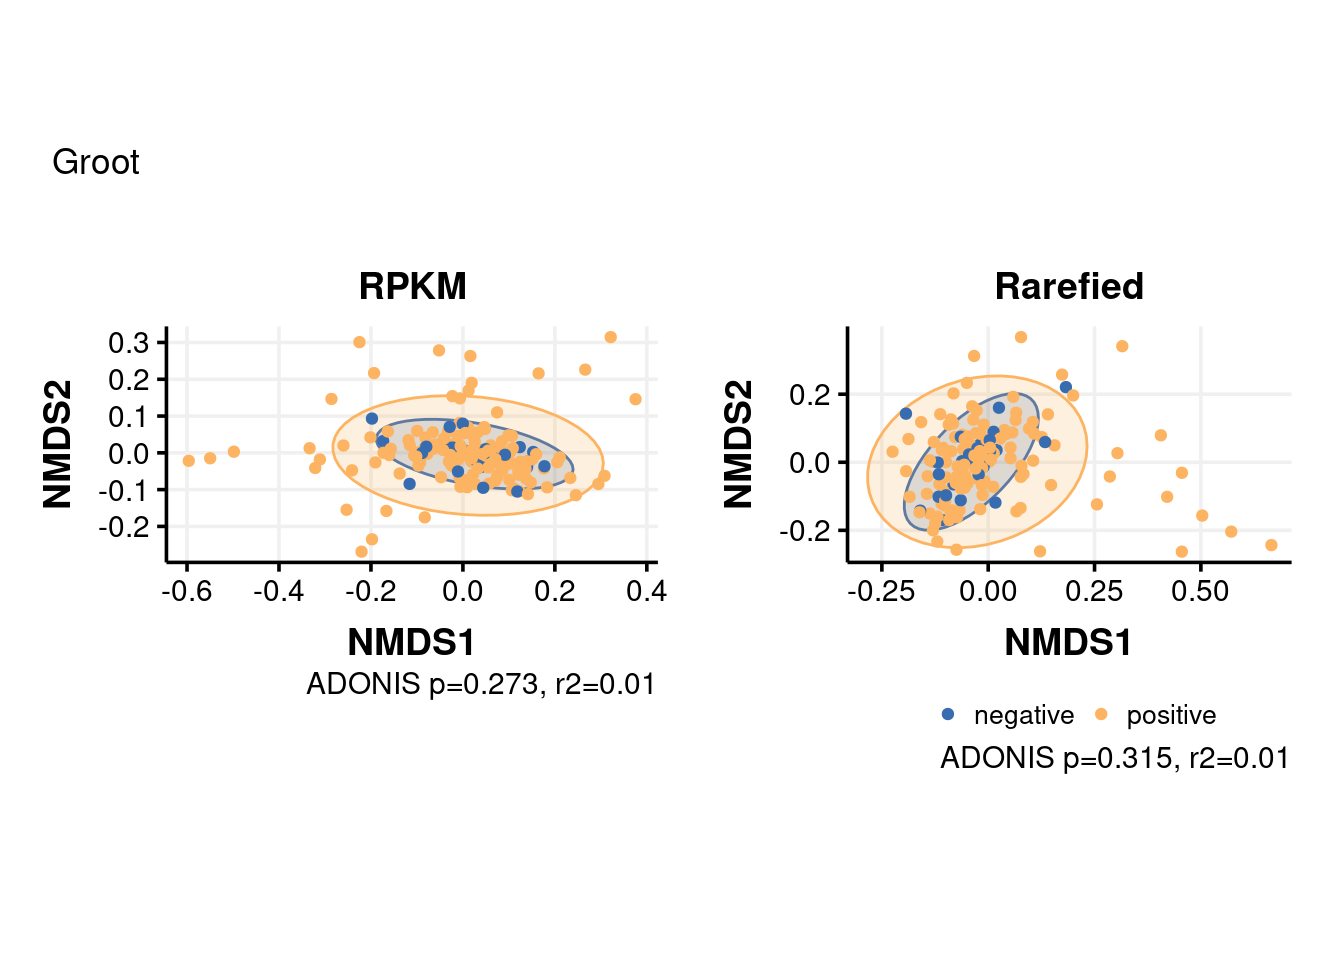 Groot
RPKM
NMDS2
0.3
0.2
0.1
0.0
-0.1
-0.2
-0.6 -0.4 -0.2 0.0 0.2 0.4
NMDS1
ADONIS p=0.273, r2=0.01
Rarefied
NMDS2
0.2
0.0
-0.2
-0.25 0.00 0.25 0.50
NMDS1
negative positive
ADONIS p=0.315, r2=0.01